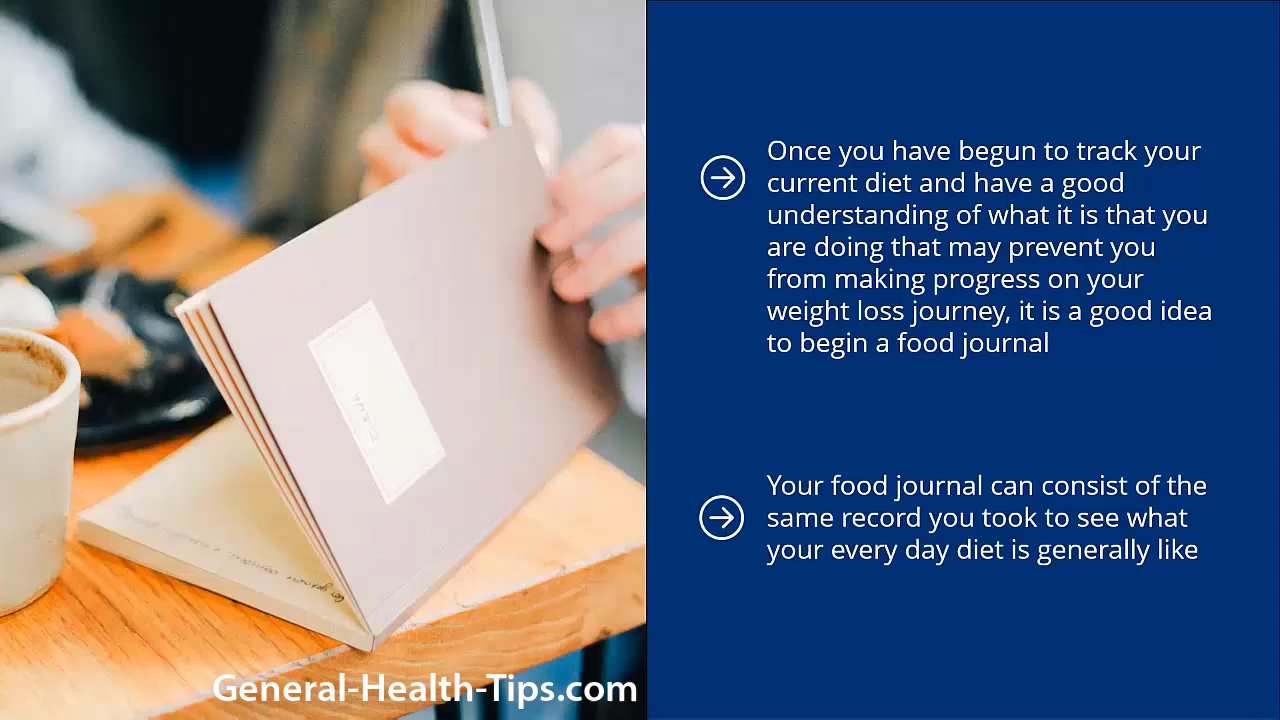 Once you have begun to track your
current diet and have a good
understanding of what it is that you
are doing that may prevent you
from making progress on your
weight loss journey, it is a good idea
to begin a food journal
Your food journal can consist of the
same record you took to see what
your every day diet is generally like
General-Health-Tips.com